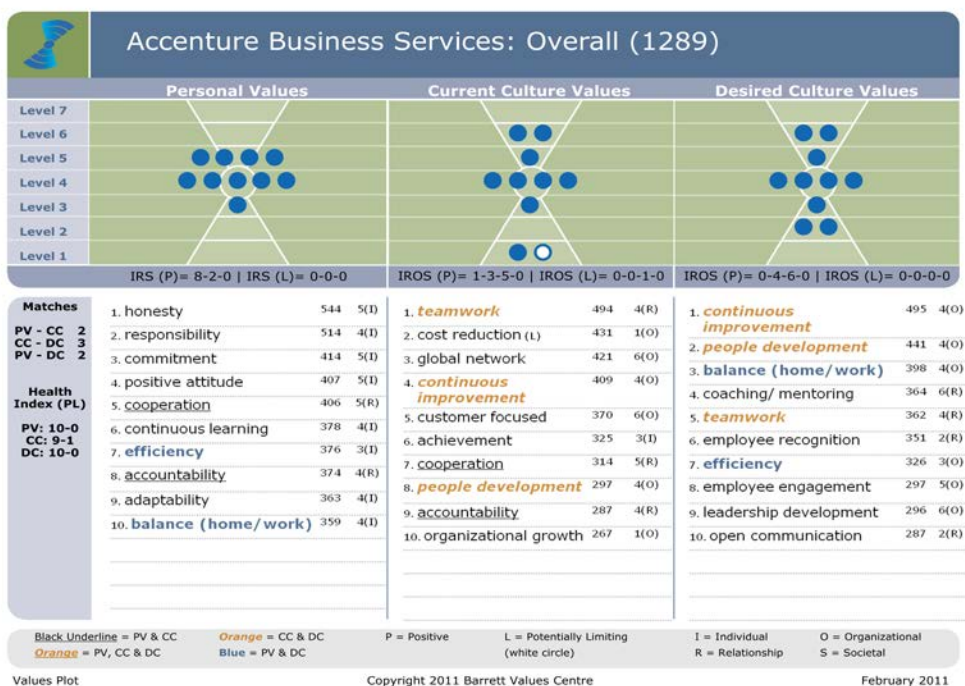 Accenture Business Services: Overall (1289)
Personal Values
Current Culture Values
Desired Culture Values
Level 7
Level 6
Level 5
Level 4
Level 3
Level 2
Level 1
IRS (P)= 8-2-0 | IRS (L)= 0-0-0
IROS (P)= 1-3-5-0 | IROS (L)= 0-0-1-0
IROS (P)= 0-4-6-0 | IROS (L)= 0-0-0-0
Matches
PV - CC 2
CC - DC 3
PV - DC 2
Health
Index (PL)
PV: 10-0
CC: 9-1
DC: 10-0
1. honesty 544 5(I)
2. responsibility 514 4(I)
3. commitment 414 5(I)
4. positive attitude 407 5(I)
5. cooperation 406 5(R)
6. continuous learning 378 4(I)
7. efficiency 376 3(I)
8. accountability 374 4(R)
9. adaptability 363 4(I)
10. balance (home/work) 359 4(I)
1. teamwork 494 4(R)
2. cost reduction (L) 431 1(O)
3. global network 421 6(O)
4. continuous 409 4(O)
improvement
5. customer focused 370 6(O)
6. achievement 325 3(I)
7. cooperation 314 5(R)
8. people development 297 4(O)
9. accountability 287 4(R)
10. organizational growth 267 1(O)
1. continuous 495 4(O)
improvement
2. people development 441 4(O)
3. balance (home/work) 398 4(O)
4. coaching/ mentoring 364 6(R)
5. teamwork 362 4(R)
6. employee recognition 351 2(R)
7. efficiency 326 3(O)
8. employee engagement 297 5(O)
9. leadership development 296 6(O)
10. open communication 287 2(R)
Black Underline = PV & CC
Orange = CC & DC
P = Positive
L = Potentially Limiting
I = Individual
O = Organizational
Orange = PV, CC & DC
Blue = PV & DC
(white circle)
R = Relationship
S = Societal
Values Plot
Copyright 2011 Barrett Values Centre
February 2011